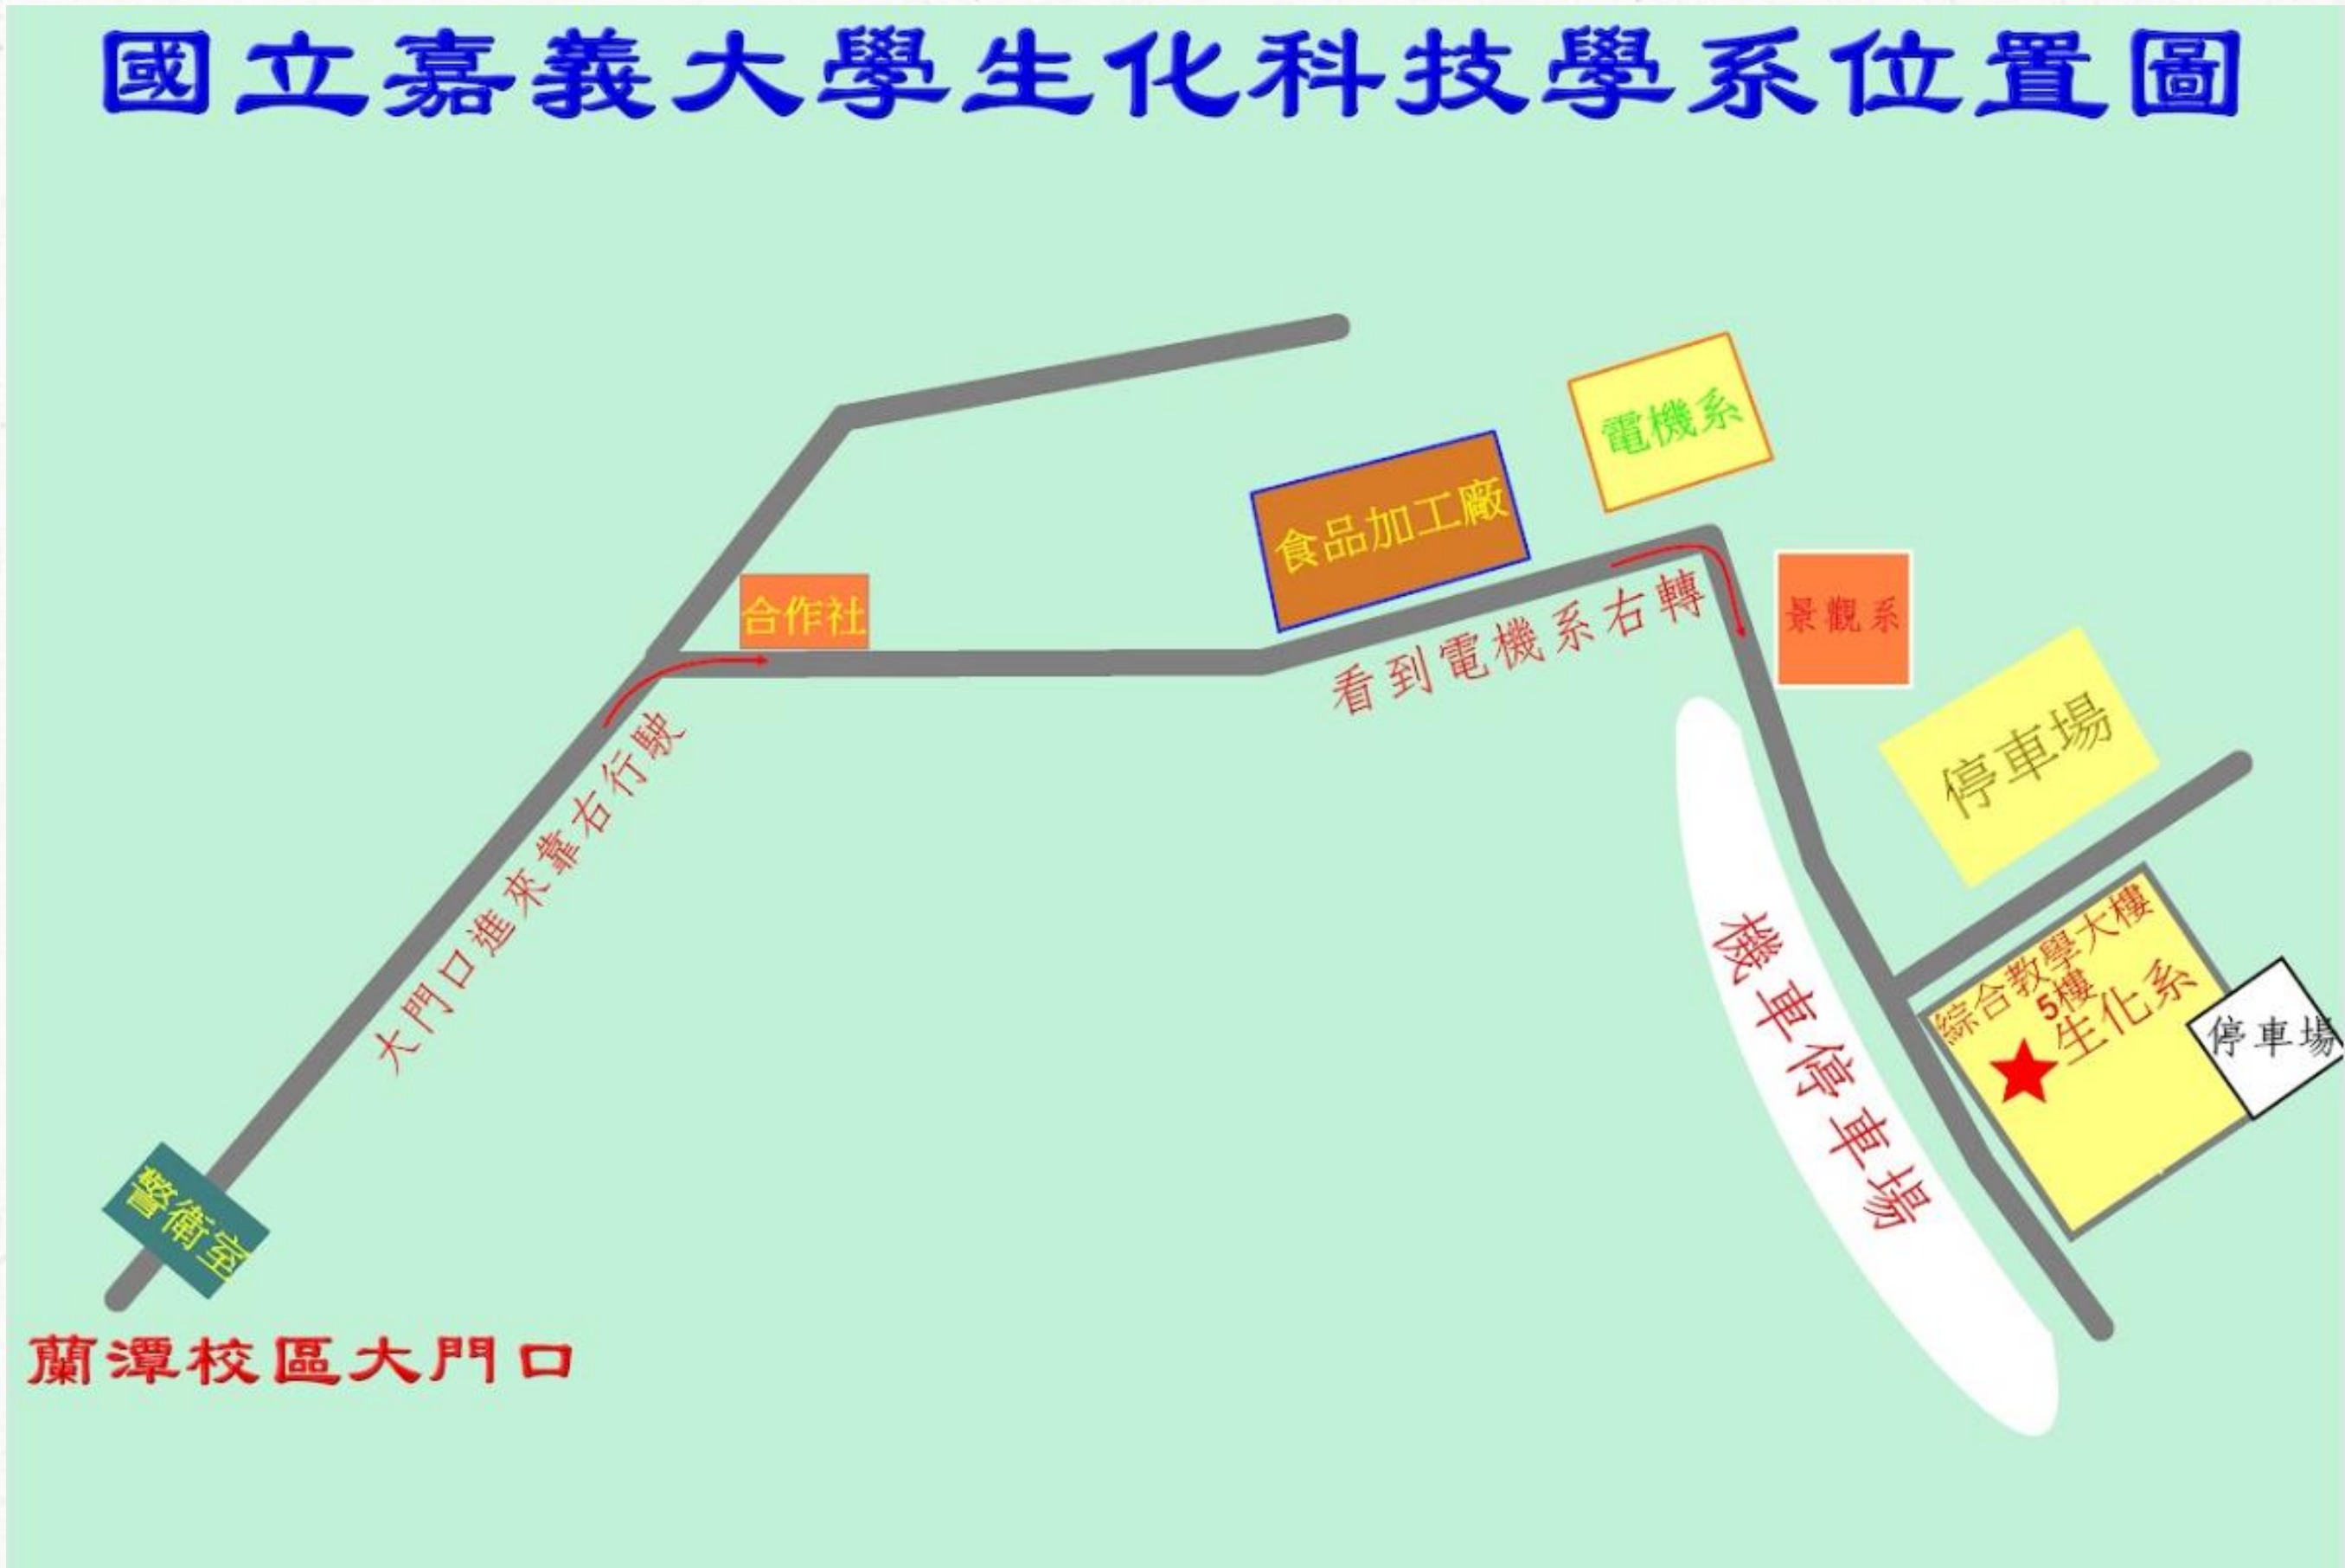 國立嘉義大學生化科技學系位置圖
電機系
食品加工廠
合作社
景觀系
看到電機系右轉
停車場
大門口進來靠右行駛
綜合教學大樓
5樓
生化系
停車場
機車停車場
警衛室
蘭潭校區大門口